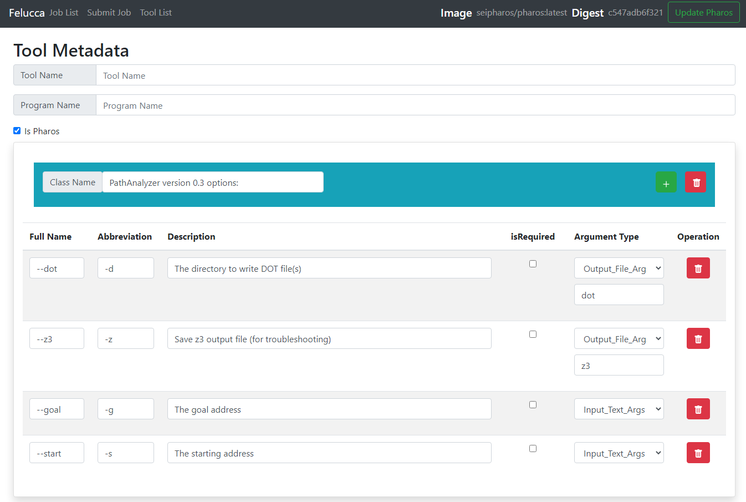 Felucca Job List Submit Job Tool List Image seipharos/pharos:latest Digest c547adb6f321 Update Pharos
Tool Metadata
Tool Name Tool Name
Program Name Program Name
Is Pharos
Class Name PathAnalyzer version 0.3 options: +
Full Name Abbreviation Description isRequired Argument Type Operation
--dot -d The directory to write DOT file(s) Output_File_Arg
dot
--z3 -z Save z3 output file (for troubleshooting) Output_File_Arg
z3
--goal -g The goal address Input_Text_Args
--start -s The starting address Input_Text_Args